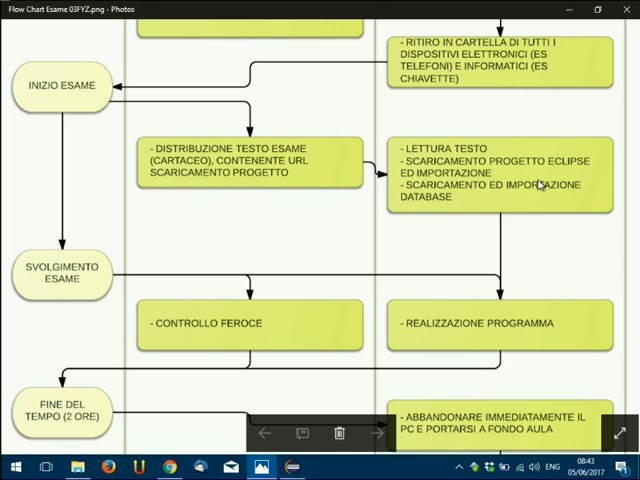 Flow Chart Esame 03FYZ.png - Photos
- RITIRO IN CARTELLA DI TUTTI I
DISPOSITIVI ELETTRONICI (ES
TELEFONI) E INFORMATICI (ES
CHIAVETTE)
INIZIO ESAME
- DISTRIBUZIONE TESTO ESAME
(CARTACEO), CONTENENTE URL
SCARICAMENTO PROGETTO
- LETTURA TESTO
- SCARICAMENTO PROGETTO ECLIPSE
ED IMPORTAZIONE
- SCARICAMENTO ED IMPORTAZIONE
DATABASE
SVOLGIMENTO
ESAME
- CONTROLLO FEROCE
- REALIZZAZIONE PROGRAMMA
FINE DEL
TEMPO (2 ORE)
- ABBANDONARE IMMEDIATAMENTE IL
PC E PORTARSI A FONDO AULA
ENG
08:43
05/06/2017